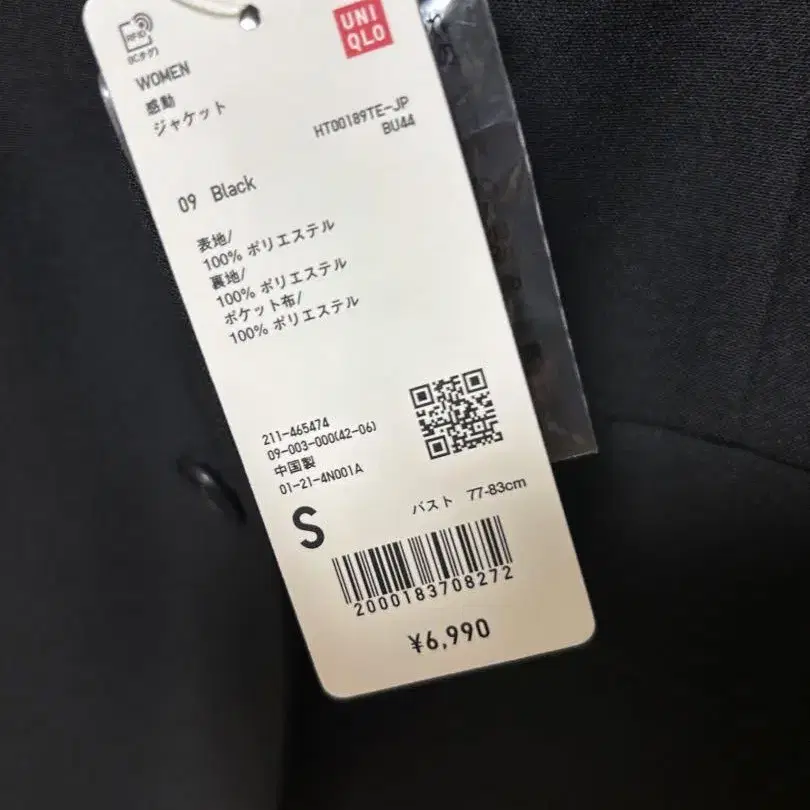 RFID
(ICタグ)
UNI
QLO
WOMEN
感動
ジャケット
HT00189TE-JP
BU44
09 Black
表地/
100% ポリエステル
裏地/
100% ポリエステル
ポケット布/
100% ポリエステル
211-465474
09-003-000(42-06)
中国製
01-21-4N001A
S
バスト 77-83cm
2000183708272
¥6,990